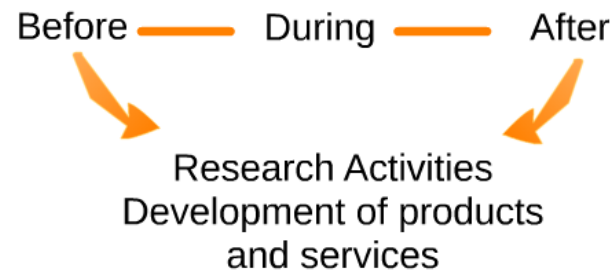 Before During After
Research Activities
Development of products
and services